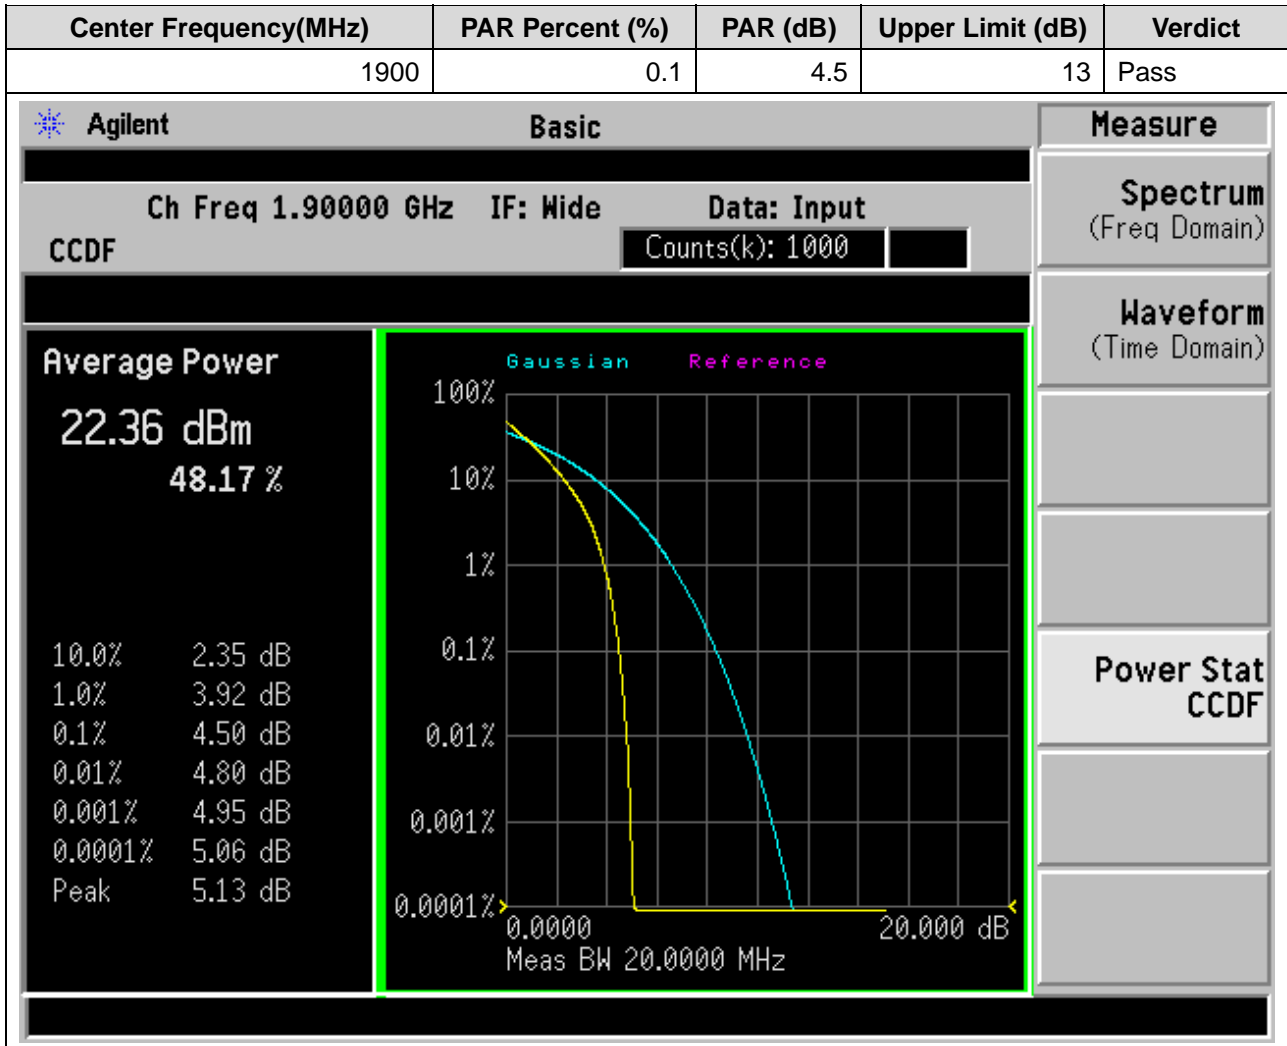 Center Frequency(MHz) PAR Percent (%) PAR (dB) Upper Limit (dB) Verdict
1900 0.1 4.5 13 Pass
Agilent Basic Measure
Ch Freq 1.90000 GHz IF: Wide Data: Input
CCDF Counts(k): 1000
Average Power
22.36 dBm
48.17 %
10.0% 2.35 dB
1.0% 3.92 dB
0.1% 4.50 dB
0.01% 4.80 dB
0.001% 4.95 dB
0.0001% 5.06 dB
Peak 5.13 dB
Gaussian Reference
100%
10%
1%
0.1%
0.01%
0.001%
0.0001%
0.0000 20.000 dB
Meas BW 20.0000 MHz
Spectrum
(Freq Domain)
Waveform
(Time Domain)
Power Stat
CCDF